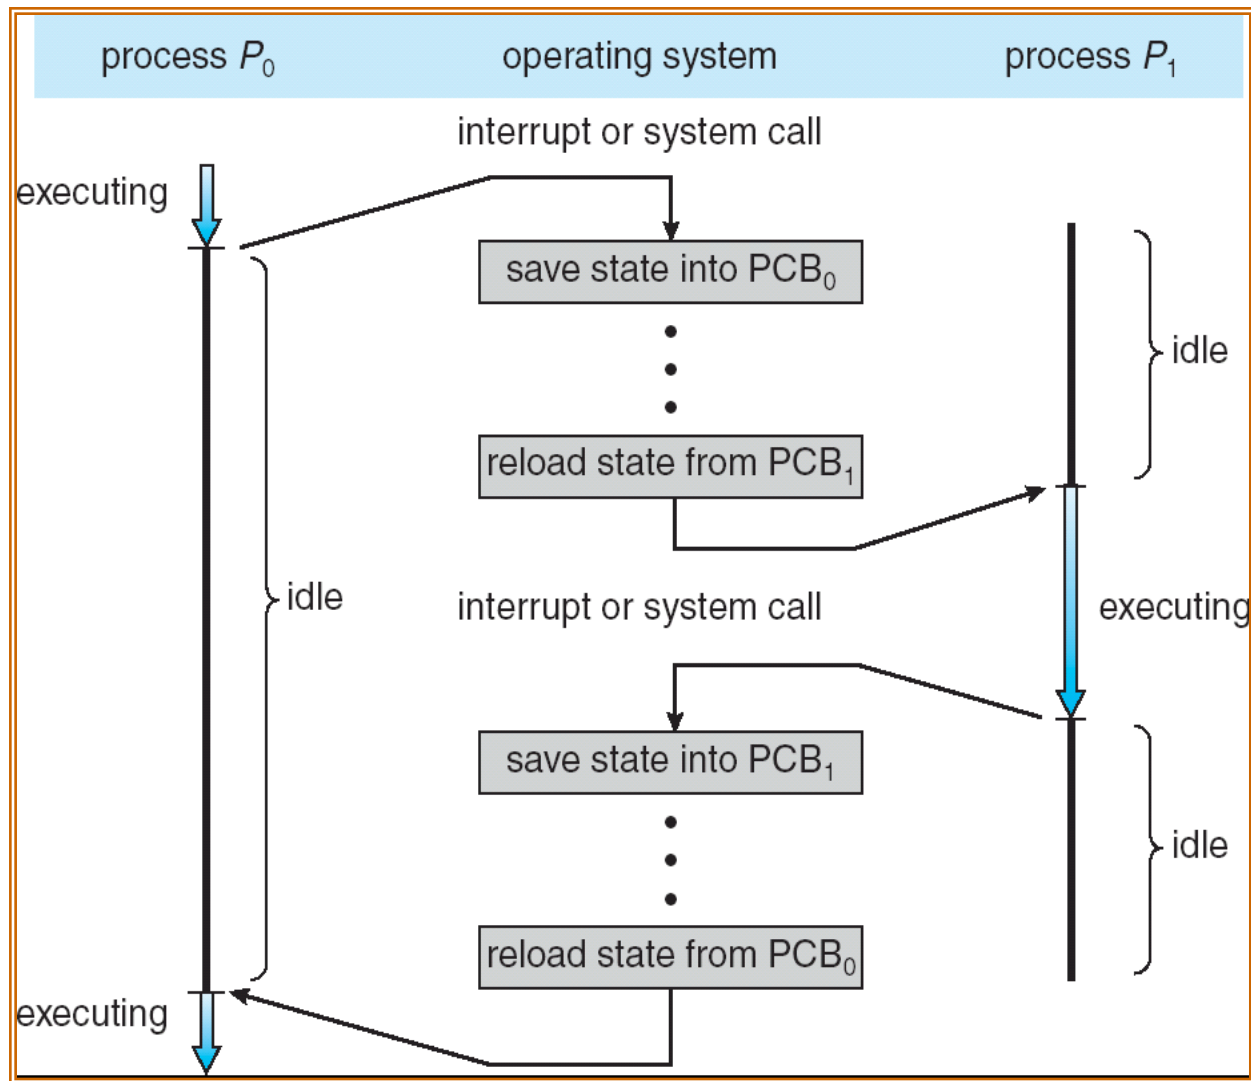 process P₀ operating system process P₁
interrupt or system call
executing
save state into PCB₀
idle
reload state from PCB₁
idle
interrupt or system call
executing
save state into PCB₁
idle
reload state from PCB₀
executing